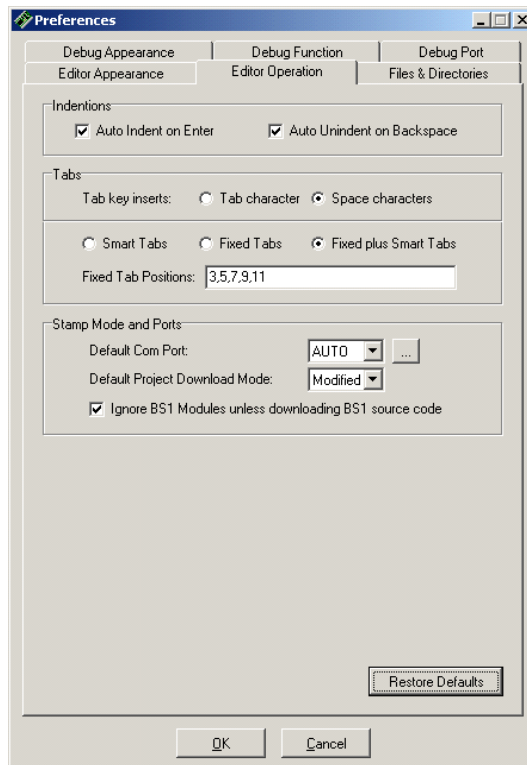 Preferences
Debug Appearance Debug Function Debug Port
Editor Appearance Editor Operation Files & Directories
Indentions
Auto Indent on Enter Auto Unindent on Backspace
Tabs
Tab key inserts: Tab character Space characters
Smart Tabs Fixed Tabs Fixed plus Smart Tabs
Fixed Tab Positions: 3,5,7,9,11
Stamp Mode and Ports
Default Com Port: AUTO ...
Default Project Download Mode: Modified
Ignore BS1 Modules unless downloading BS1 source code
Restore Defaults
OK Cancel